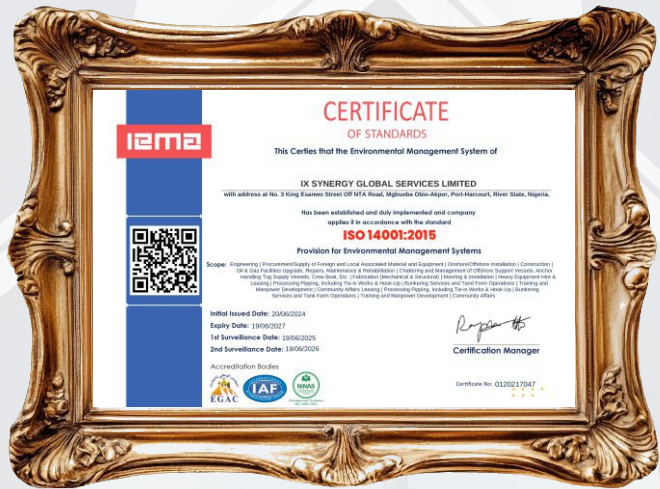 CERTIFICATE
OF STANDARDS
iema
This Certies that the Environmental Management System of
IX SYNERGY GLOBAL SERVICES LIMITED
with address at No. 3 King Esanwo Street Off NTA Road, Mgbuoba Obio-Akpor, Port-Harcourt, River State, Nigeria.
Has been established and duly implemented and company
applies it in accordance with the standard
ISO 14001:2015
Provision for Environmental Management Systems
Scope: Engineering | Procurement/Supply of Foreign and Local Associated Material and Equipment | Onshore/Offshore Installation | Construction |
Oil & Gas Facilities Upgrade, Repairs, Maintenance & Rehabilitation | Chattering and Management of Offshore Support Vessels, Anchor
Handling Tug Supply Vessels, Crew Boat, Etc. | Fabrication (Mechanical & Structural) | Mooring & Installation | Heavy Equipment Hire &
Leasing | Processing Pipping, Including Tie-in Works & Hook-Up | Bunkering Services and Tank Form Operations | Training and
Manpower Development | Community Affairs Leasing | Processing Pipping, Including Tie-in Works & Hook-Up | Bunkering
Services and Tank Form Operations | Training and Manpower Development | Community Affairs
Initial Issued Date: 20/06/2024
Expiry Date: 19/06/2027
1st Surveillance Date: 19/06/2025
2nd Surveillance Date: 19/06/2026
Certification Manager
Accreditation Bodies
EGAC
IAF
NiNAS
Management Systems
Certificate No: 0120217047